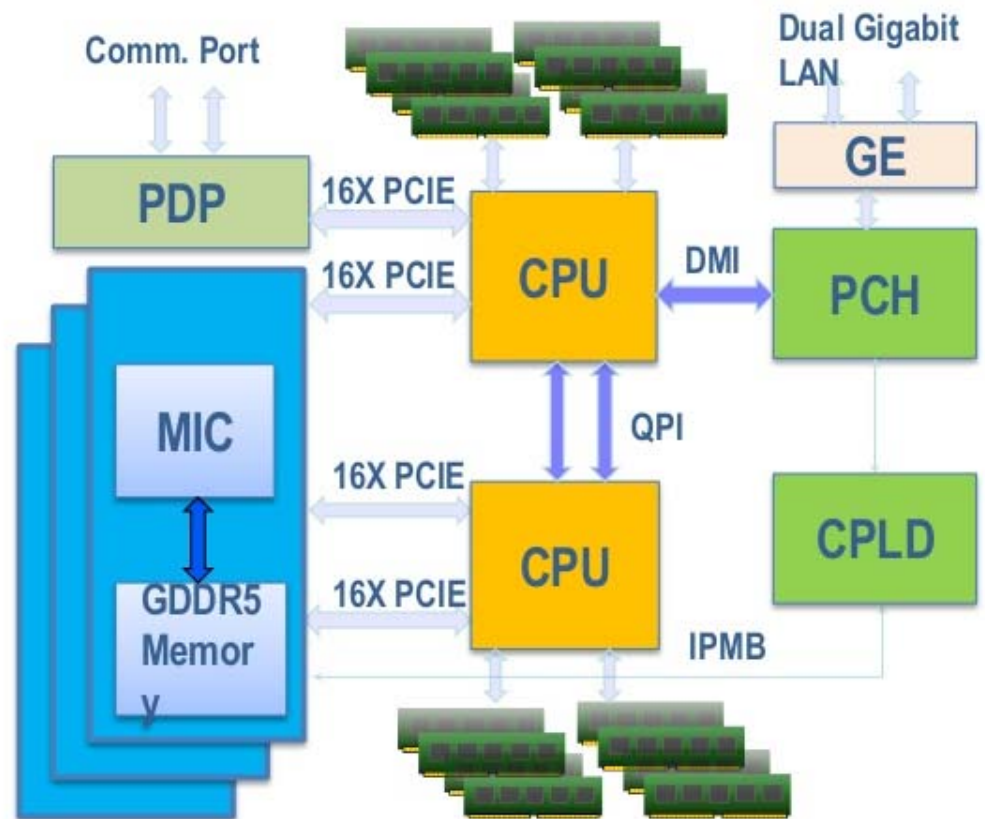 Comm. Port
Dual Gigabit
LAN
GE
PDP
16X PCIE
CPU
DMI
PCH
16X PCIE
MIC
QPI
16X PCIE
CPU
CPLD
16X PCIE
GDDR5
Memor
y
IPMB